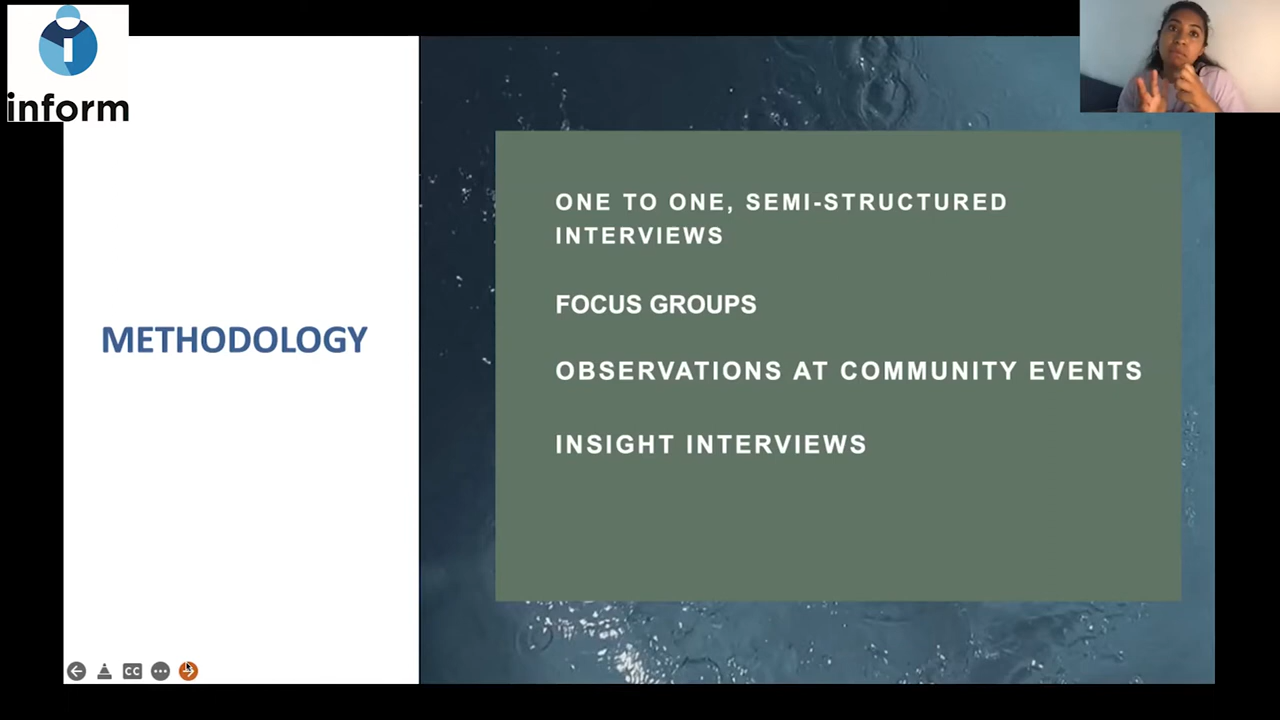 inform
METHODOLOGY
ONE TO ONE, SEMI-STRUCTURED
INTERVIEWS
FOCUS GROUPS
OBSERVATIONS AT COMMUNITY EVENTS
INSIGHT INTERVIEWS
CC